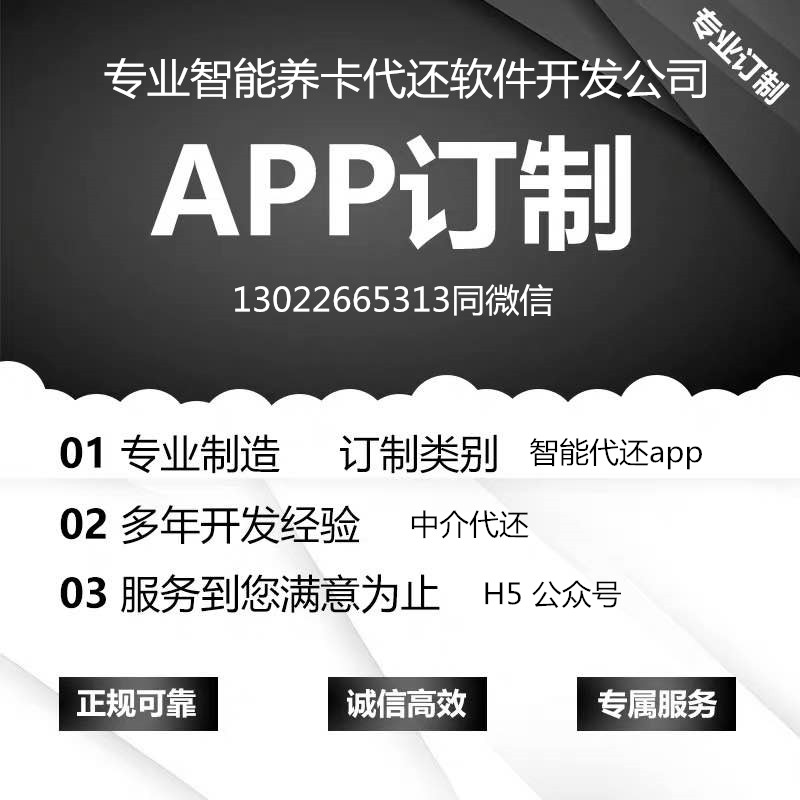 专业订制
专业智能养卡代还软件开发公司
APP订制
13022665313同微信
01 专业制造 订制类别 智能代还app
02 多年开发经验 中介代还
03 服务到您满意为止 H5 公众号
正规可靠 诚信高效 专属服务